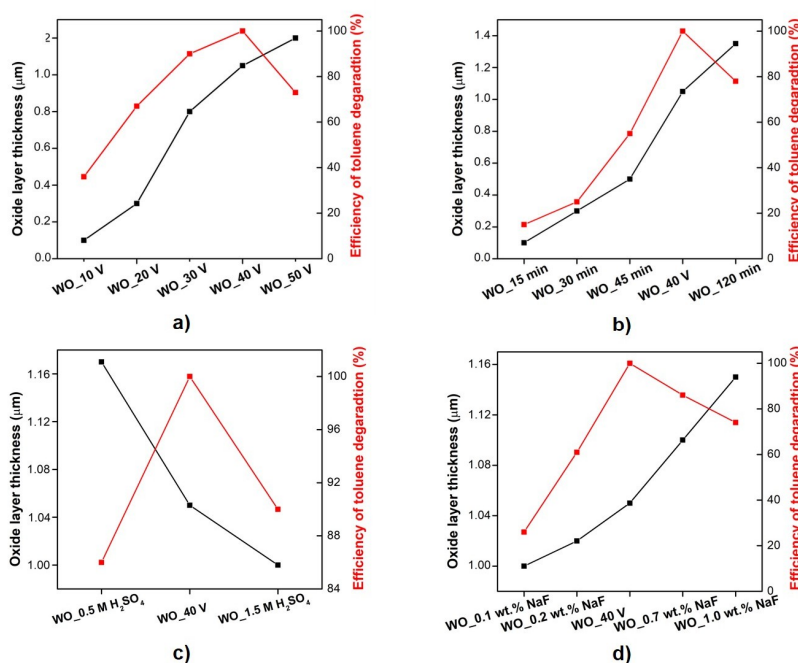 Oxide layer thickness (μm)
2
1.0
0.8
0.6
0.4
0.2
0.0
100
80
60
40
20
0
Efficiency of toluene degaradtion (%)
WO_10 V
WO_20 V
WO_30 V
WO_40 V
WO_50 V
a)
Oxide layer thickness (μm)
1.4
1.2
1.0
0.8
0.6
0.4
0.2
0.0
100
80
60
40
20
0
Efficiency of toluene degaradtion (%)
WO_15 min
WO_30 min
WO_45 min
WO_40 V
WO_120 min
b)
Oxide layer thickness (μm)
1.16
1.12
1.08
1.04
1.00
100
96
92
88
84
Efficiency of toluene degaradtion (%)
WO_0.5 M H₂SO₄
WO_40 V
WO_1.5 M H₂SO₄
c)
Oxide layer thickness (μm)
1.16
1.12
1.08
1.04
1.00
100
80
60
40
20
0
Efficiency of toluene degaradtion (%)
WO_0.1 wt.% NaF
WO_0.2 wt.% NaF
WO_40 V
WO_0.7 wt.% NaF
WO_1.0 wt.% NaF
d)